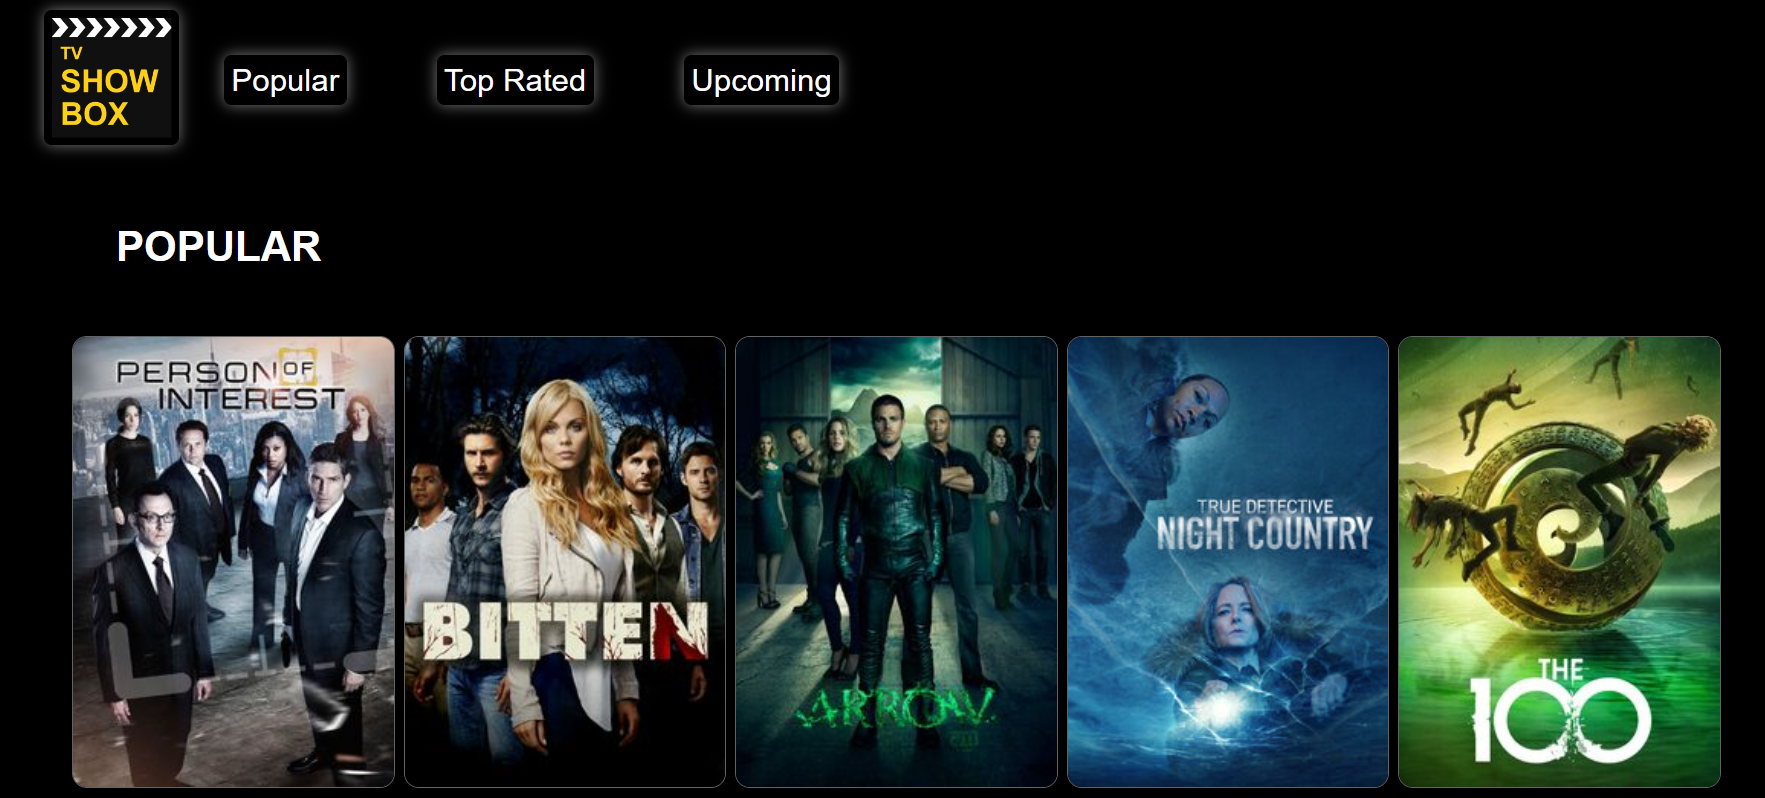 TV
SHOW
BOX
Popular
Top Rated
Upcoming
POPULAR
PERSON OF
INTEREST
BITTEN
ARROW
TRUE DETECTIVE
NIGHT COUNTRY
THE
100